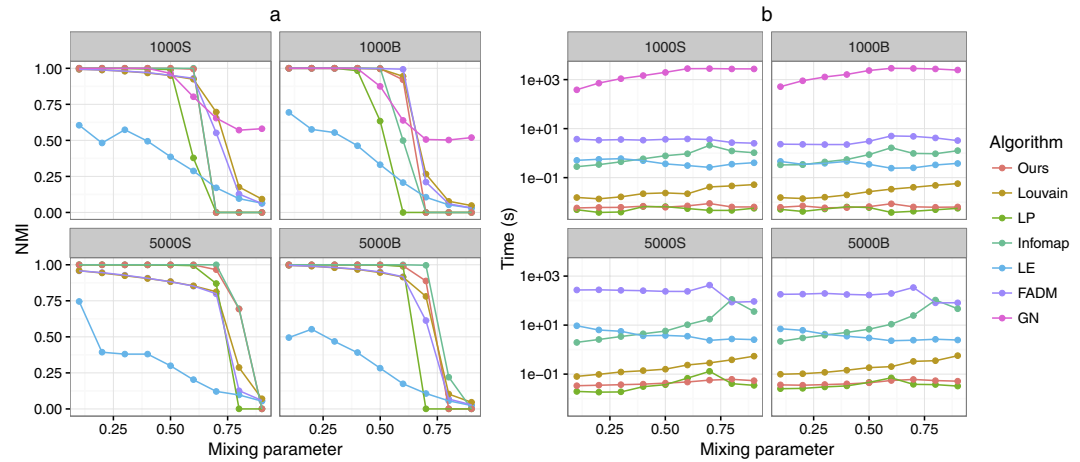 a
1000S
1000B
1.00
0.75
0.50
0.25
0.00
5000S
5000B
1.00
0.75
0.50
0.25
0.00
NMI
0.25
0.50
0.75
0.25
0.50
0.75
Mixing parameter
b
1000S
1000B
1e+03
1e+01
1e−01
5000S
5000B
1e+03
1e+01
1e−01
Time (s)
0.25
0.50
0.75
0.25
0.50
0.75
Mixing parameter
Algorithm
Ours
Louvain
LP
Infomap
LE
FADM
GN